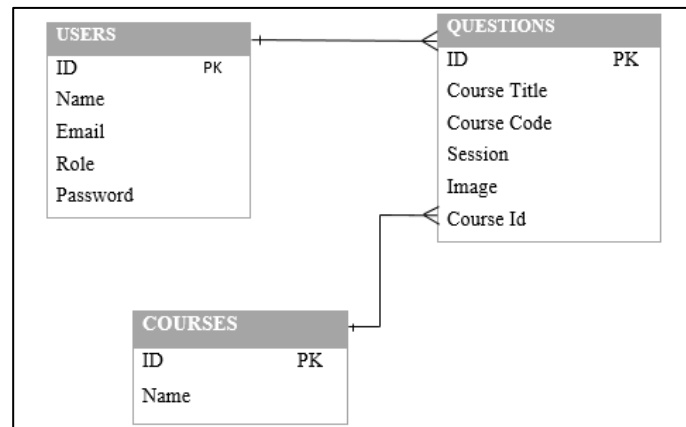 USERS
ID PK
Name
Email
Role
Password
QUESTIONS
ID PK
Course Title
Course Code
Session
Image
Course Id
COURSES
ID PK
Name